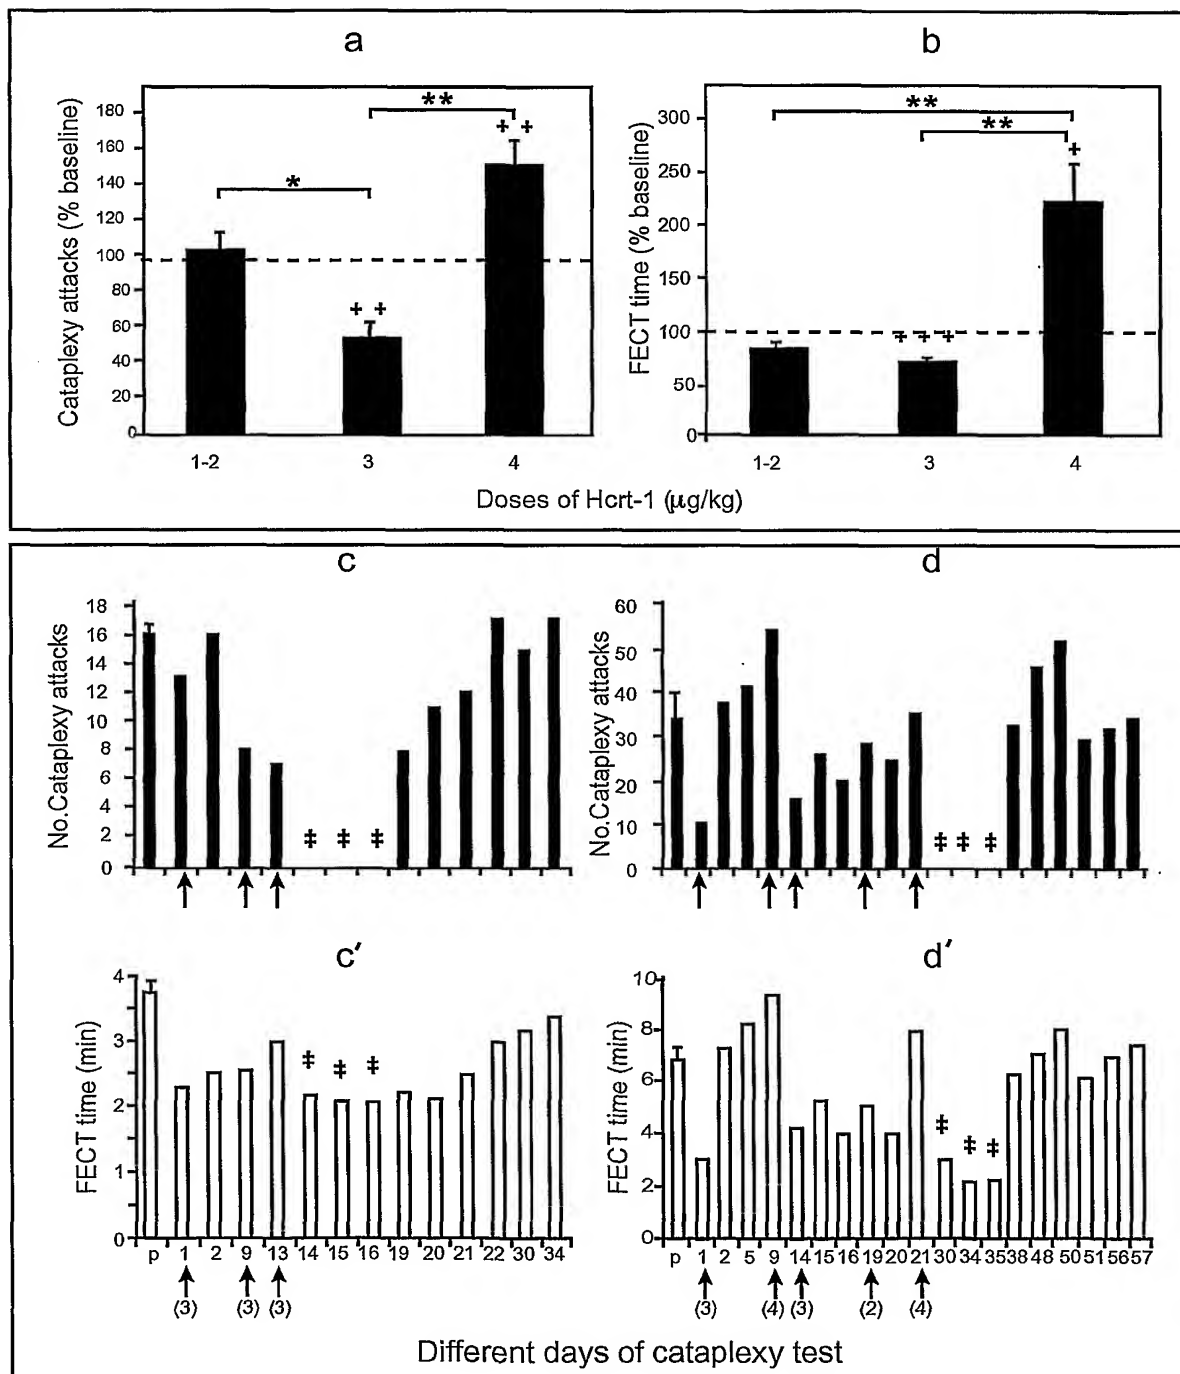 a
Cataplexy attacks (% baseline)
180
160
140
120
100
80
60
40
20
0
*
**
++
++
1-2 3 4
b
FECT time (% baseline)
300
250
200
150
100
50
0
**
**
+
+++
1-2 3 4
Doses of Hcrt-1 (μg/kg)
c
No.Cataplexy attacks
18
16
14
12
10
8
6
4
2
0
‡ ‡ ‡
d
No.Cataplexy attacks
60
50
40
30
20
10
0
‡ ‡ ‡
c'
FECT time (min)
4
3
2
1
0
‡ ‡ ‡
p 1 2 9 13 14 15 16 19 20 21 22 30 34
(3) (3) (3)
d'
FECT time (min)
10
8
6
4
2
0
‡ ‡ ‡
p 1 2 5 9 14 15 16 19 20 21 30 34 35 38 48 50 51 56 57
(3) (4) (3) (2) (4)
Different days of cataplexy test